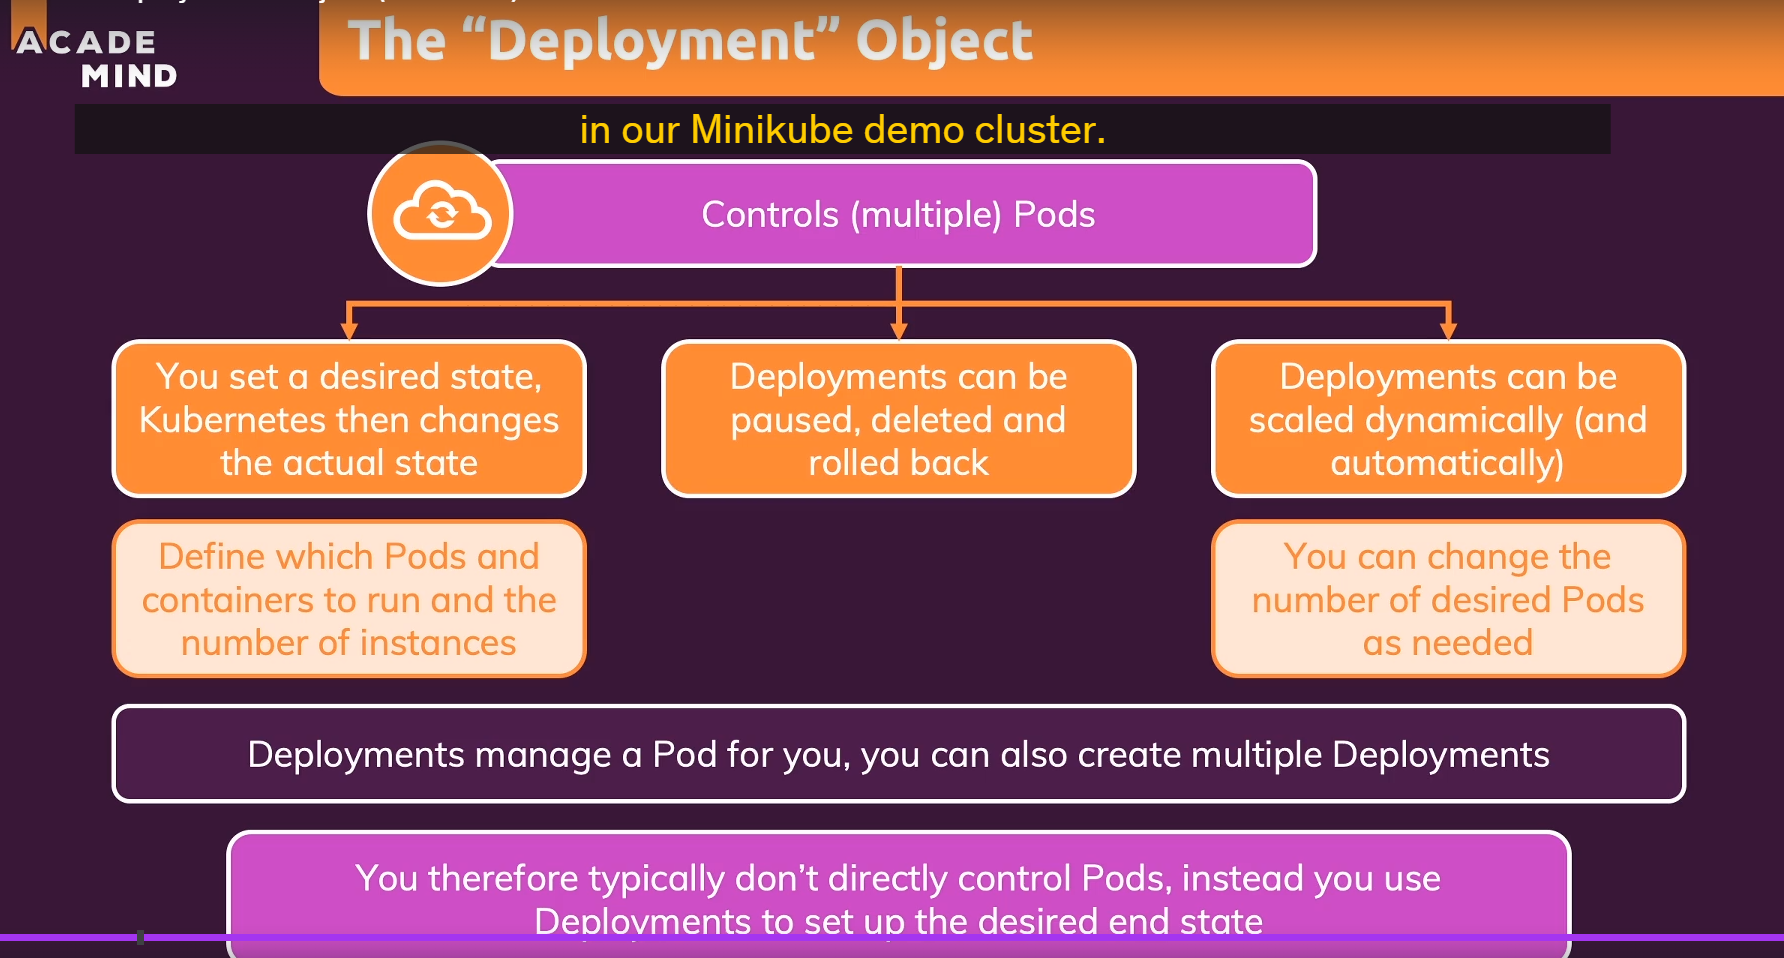 ACADE
MIND
The “Deployment” Object
in our Minikube demo cluster.
Controls (multiple) Pods
You set a desired state,
Kubernetes then changes
the actual state
Deployments can be
paused, deleted and
rolled back
Deployments can be
scaled dynamically (and
automatically)
Define which Pods and
containers to run and the
number of instances
You can change the
number of desired Pods
as needed
Deployments manage a Pod for you, you can also create multiple Deployments
You therefore typically don’t directly control Pods, instead you use
Deployments to set up the desired end state